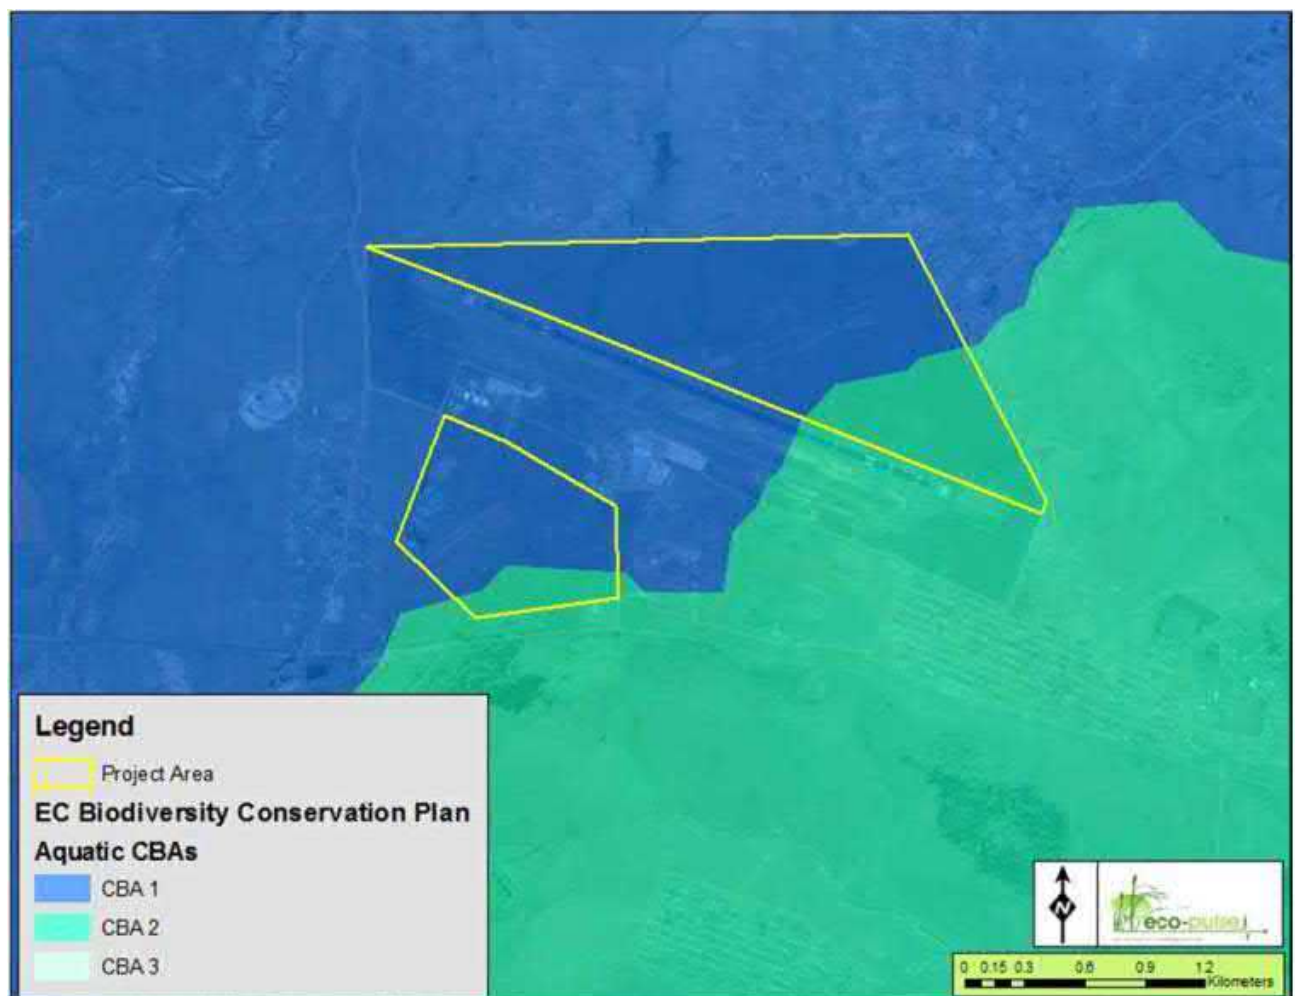 Legend
Project Area
EC Biodiversity Conservation Plan
Aquatic CBAs
CBA 1
CBA 2
CBA 3
N
eco-pulse
0 0.15 0.3 0.6 0.9 1.2
Kilometers